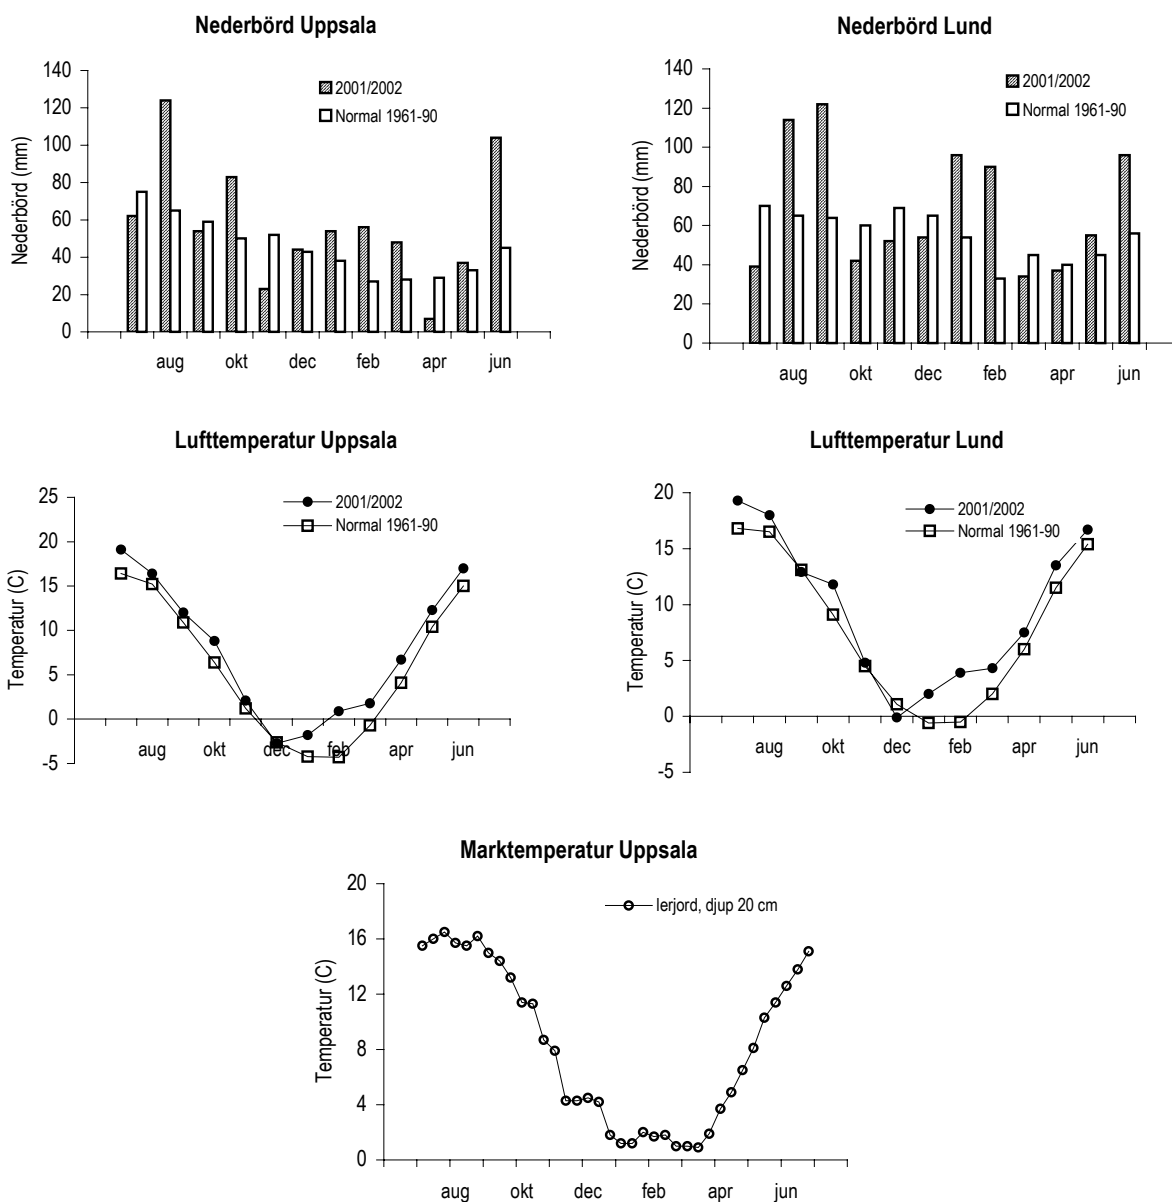 Nederbörd Uppsala
140
120
100
80
60
40
20
0
Nederbörd (mm)
2001/2002
Normal 1961-90
aug okt dec feb apr jun
Nederbörd Lund
140
120
100
80
60
40
20
0
Nederbörd (mm)
2001/2002
Normal 1961-90
aug okt dec feb apr jun
Lufttemperatur Uppsala
25
20
15
10
5
0
-5
Temperatur (C)
2001/2002
Normal 1961-90
aug okt dec feb apr jun
Lufttemperatur Lund
20
15
10
5
0
-5
Temperatur (C)
2001/2002
Normal 1961-90
aug okt dec feb apr jun
Marktemperatur Uppsala
20
16
12
8
4
0
Temperatur (C)
lerjord, djup 20 cm
aug okt dec feb apr jun